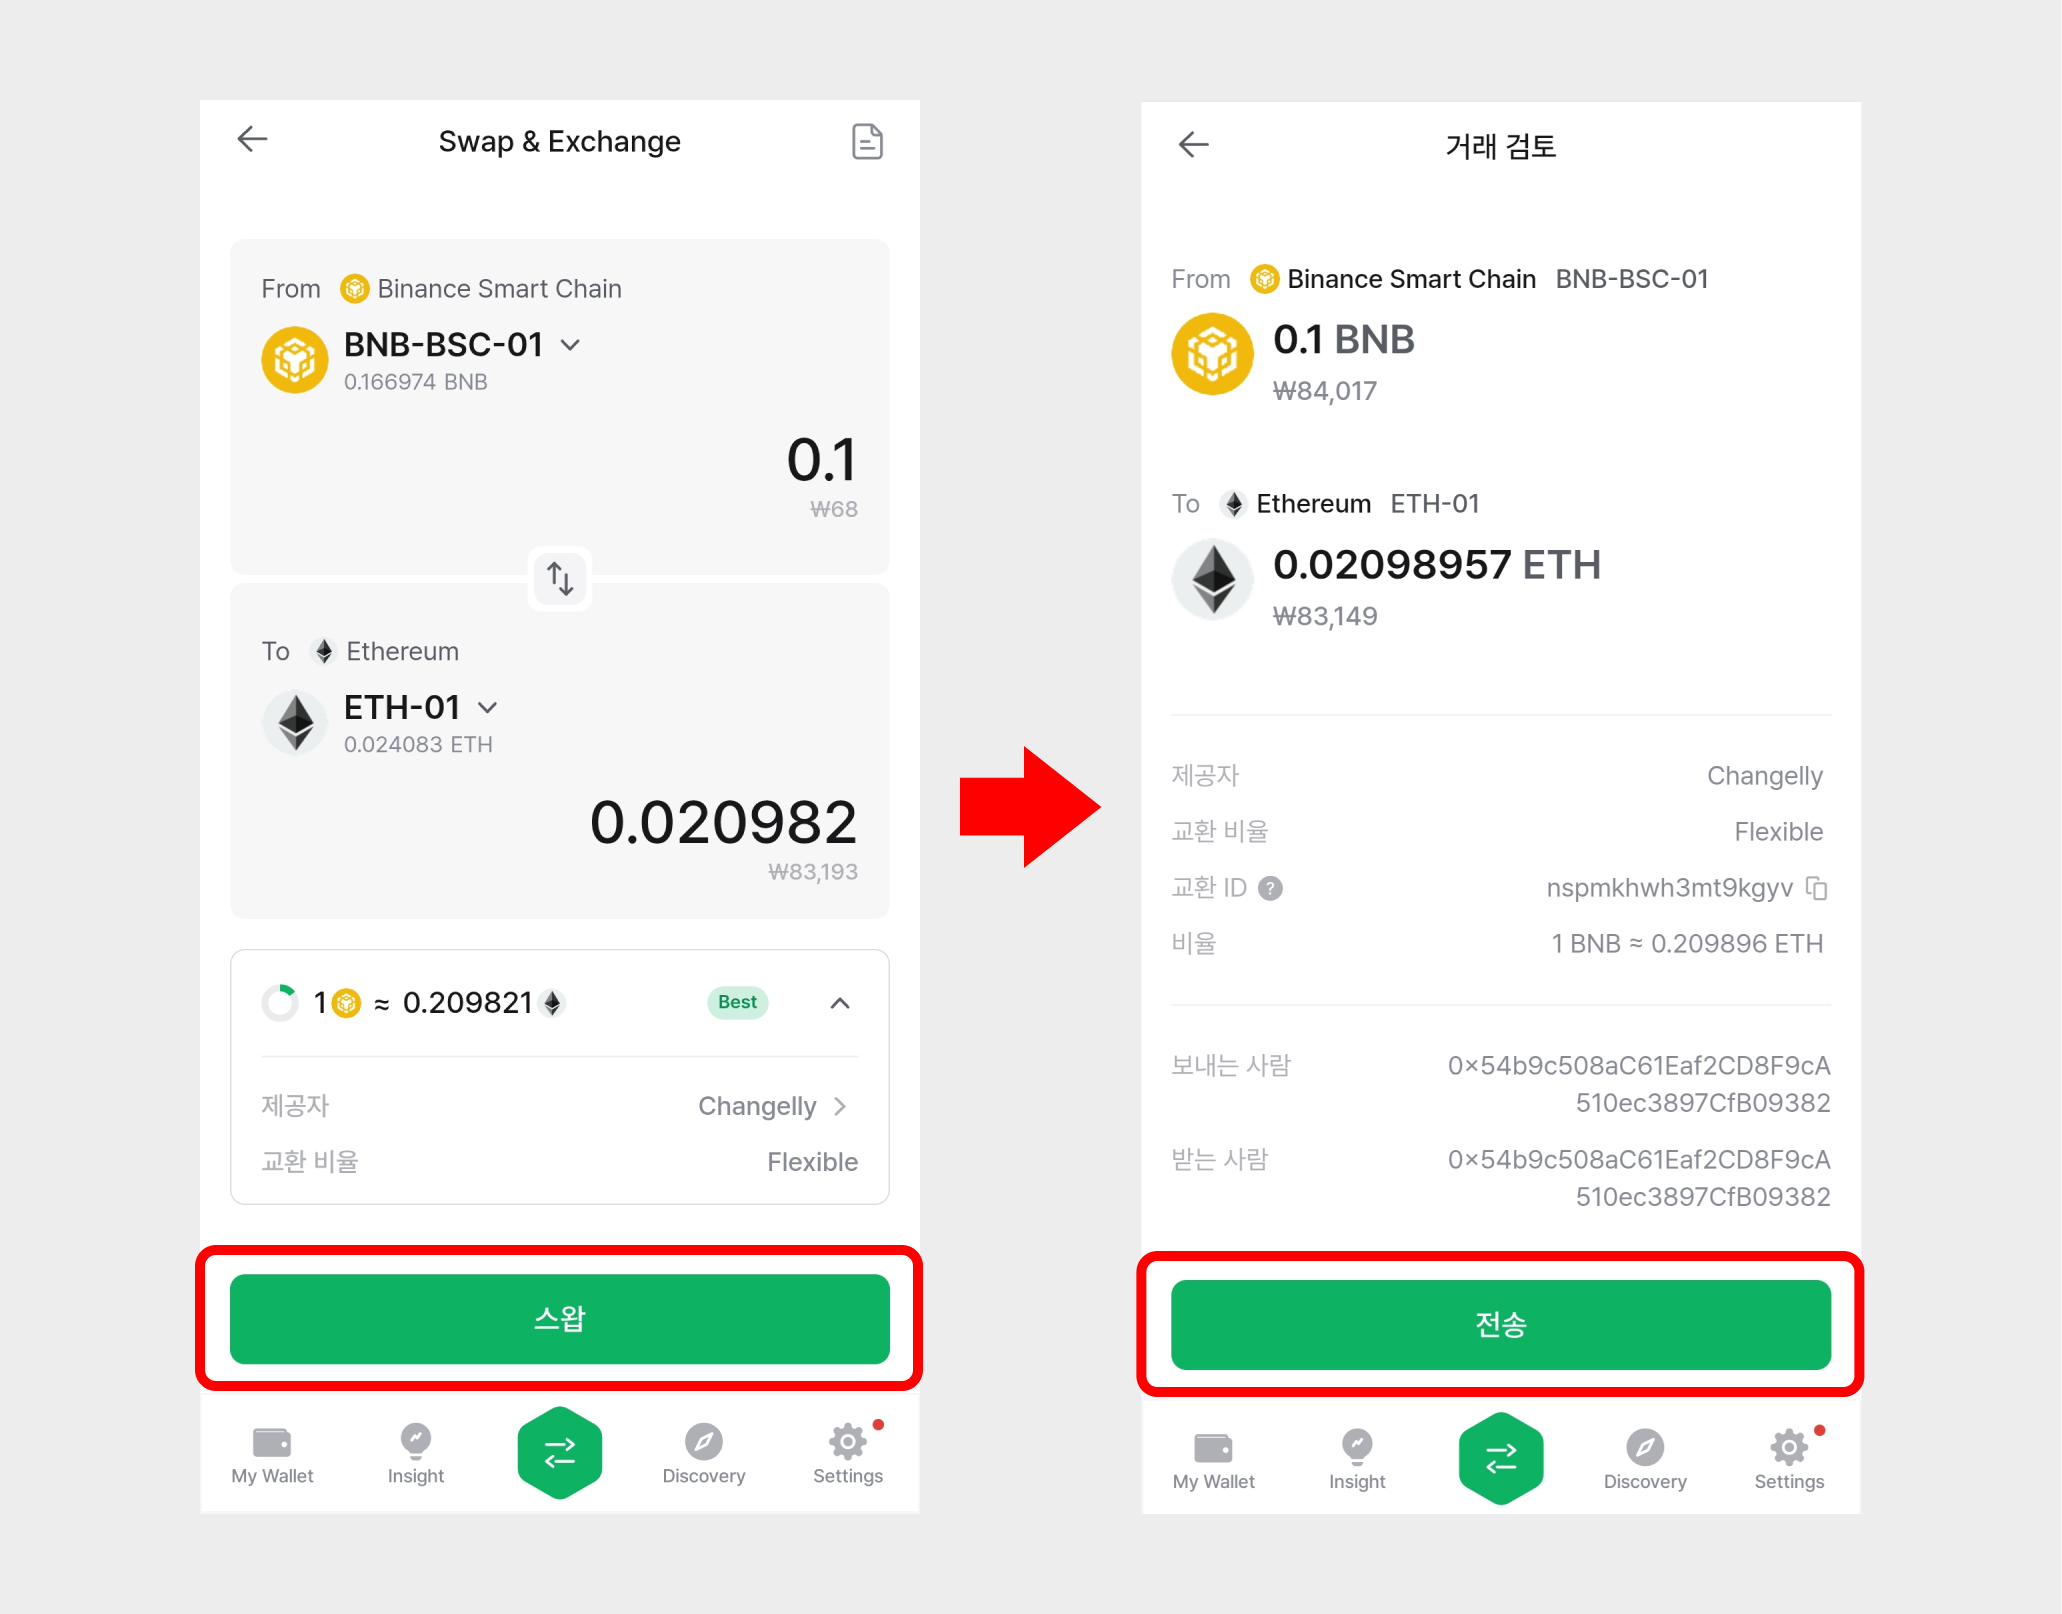 Swap & Exchange
From Binance Smart Chain
BNB-BSC-01
0.166974 BNB
0.1
₩68
To Ethereum
ETH-01
0.024083 ETH
0.020982
₩83,193
1 ≈ 0.209821 Best
제공자 Changelly
교환 비율 Flexible
스왑
My Wallet Insight Discovery Settings
거래 검토
From Binance Smart Chain BNB-BSC-01
0.1 BNB
₩84,017
To Ethereum ETH-01
0.02098957 ETH
₩83,149
제공자 Changelly
교환 비율 Flexible
교환 ID ? nspmkhwh3mt9kgyv
비율 1 BNB ≈ 0.209896 ETH
보내는 사람 0x54b9c508aC61Eaf2CD8F9cA
510ec3897CfB09382
받는 사람 0x54b9c508aC61Eaf2CD8F9cA
510ec3897CfB09382
전송
My Wallet Insight Discovery Settings